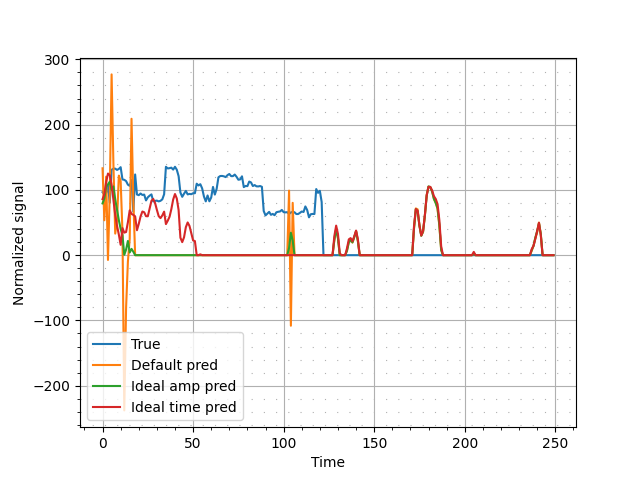 300
200
100
0
−100
−200
Normalized signal
True
Default pred
Ideal amp pred
Ideal time pred
0 50 100 150 200 250
Time